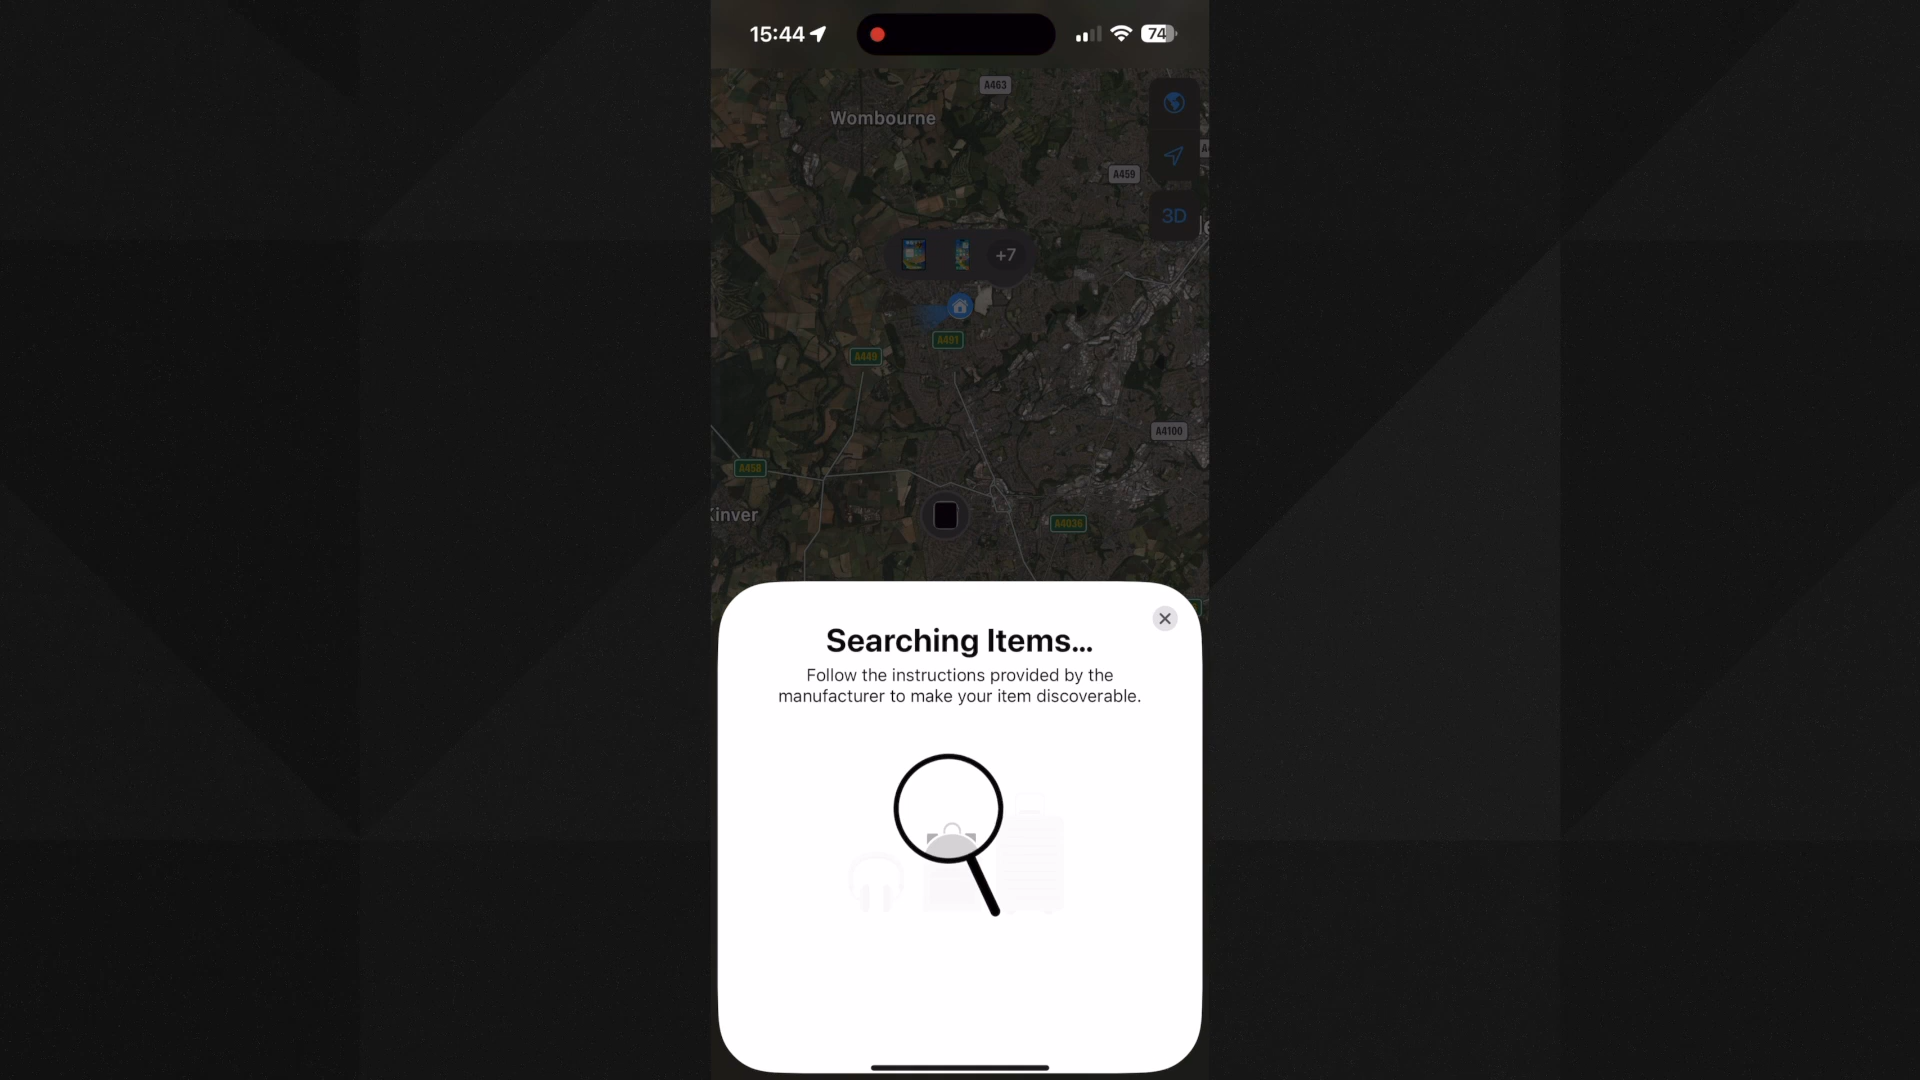 15:44
74
A463
Wombourne
A459
3D
+7
A491
A449
A4100
A458
Kinver
A4036
Searching Items...
Follow the instructions provided by the
manufacturer to make your item discoverable.